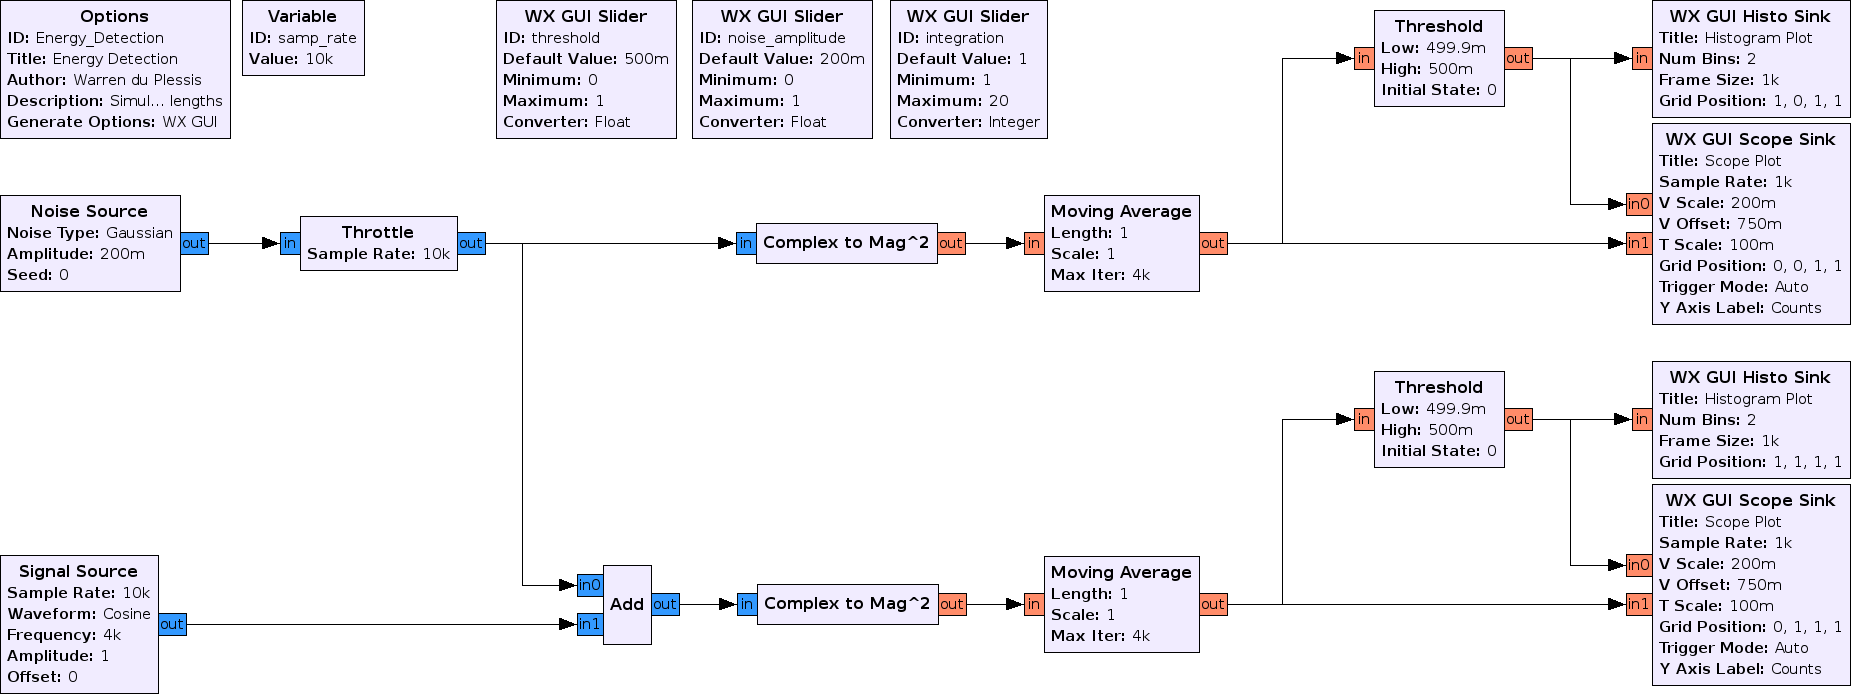 Options
ID: Energy_Detection
Title: Energy Detection
Author: Warren du Plessis
Description: Simul... lengths
Generate Options: WX GUI
Variable
ID: samp_rate
Value: 10k
WX GUI Slider
ID: threshold
Default Value: 500m
Minimum: 0
Maximum: 1
Converter: Float
WX GUI Slider
ID: noise_amplitude
Default Value: 200m
Minimum: 0
Maximum: 1
Converter: Float
WX GUI Slider
ID: integration
Default Value: 1
Minimum: 1
Maximum: 20
Converter: Integer
in
Threshold
Low: 499.9m
High: 500m
Initial State: 0
out
in
WX GUI Histo Sink
Title: Histogram Plot
Num Bins: 2
Frame Size: 1k
Grid Position: 1, 0, 1, 1
Noise Source
Noise Type: Gaussian
Amplitude: 200m
Seed: 0
out
in
Throttle
Sample Rate: 10k
out
in
Complex to Mag^2
out
in
Moving Average
Length: 1
Scale: 1
Max Iter: 4k
out
in0
in1
WX GUI Scope Sink
Title: Scope Plot
Sample Rate: 1k
V Scale: 200m
V Offset: 750m
T Scale: 100m
Grid Position: 0, 0, 1, 1
Trigger Mode: Auto
Y Axis Label: Counts
in
Threshold
Low: 499.9m
High: 500m
Initial State: 0
out
in
WX GUI Histo Sink
Title: Histogram Plot
Num Bins: 2
Frame Size: 1k
Grid Position: 1, 1, 1, 1
Signal Source
Sample Rate: 10k
Waveform: Cosine
Frequency: 4k
Amplitude: 1
Offset: 0
out
in0
in1
Add
out
in
Complex to Mag^2
out
in
Moving Average
Length: 1
Scale: 1
Max Iter: 4k
out
in0
in1
WX GUI Scope Sink
Title: Scope Plot
Sample Rate: 1k
V Scale: 200m
V Offset: 750m
T Scale: 100m
Grid Position: 0, 1, 1, 1
Trigger Mode: Auto
Y Axis Label: Counts